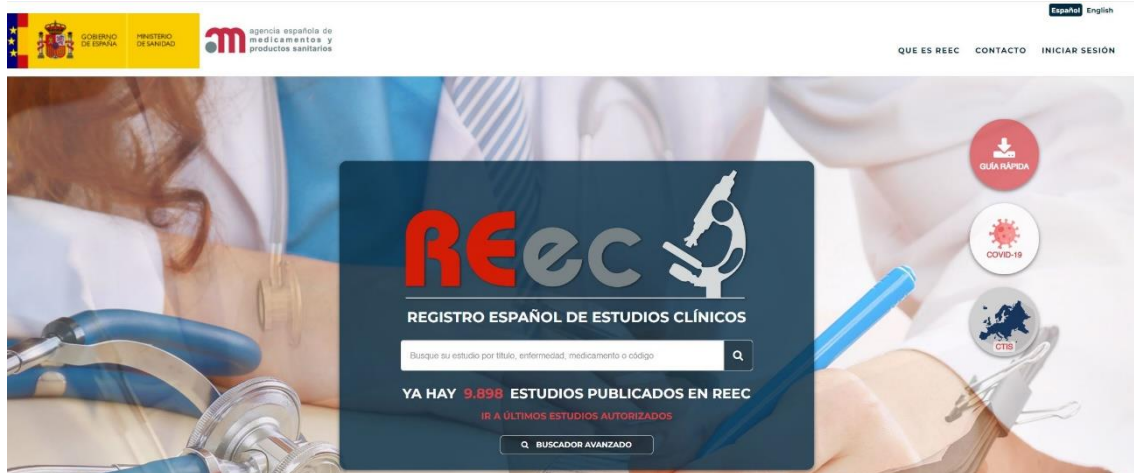 Español English
GOBIERNO DE ESPAÑA
MINISTERIO DE SANIDAD
agencia española de
medicamentos y
productos sanitarios
QUE ES REEC CONTACTO INICIAR SESIÓN
GUÍA RÁPIDA
COVID-19
CTIS
REec
REGISTRO ESPAÑOL DE ESTUDIOS CLÍNICOS
Busque su estudio por título, enfermedad, medicamento o código
YA HAY 9.898 ESTUDIOS PUBLICADOS EN REEC
IR A ÚLTIMOS ESTUDIOS AUTORIZADOS
BUSCADOR AVANZADO